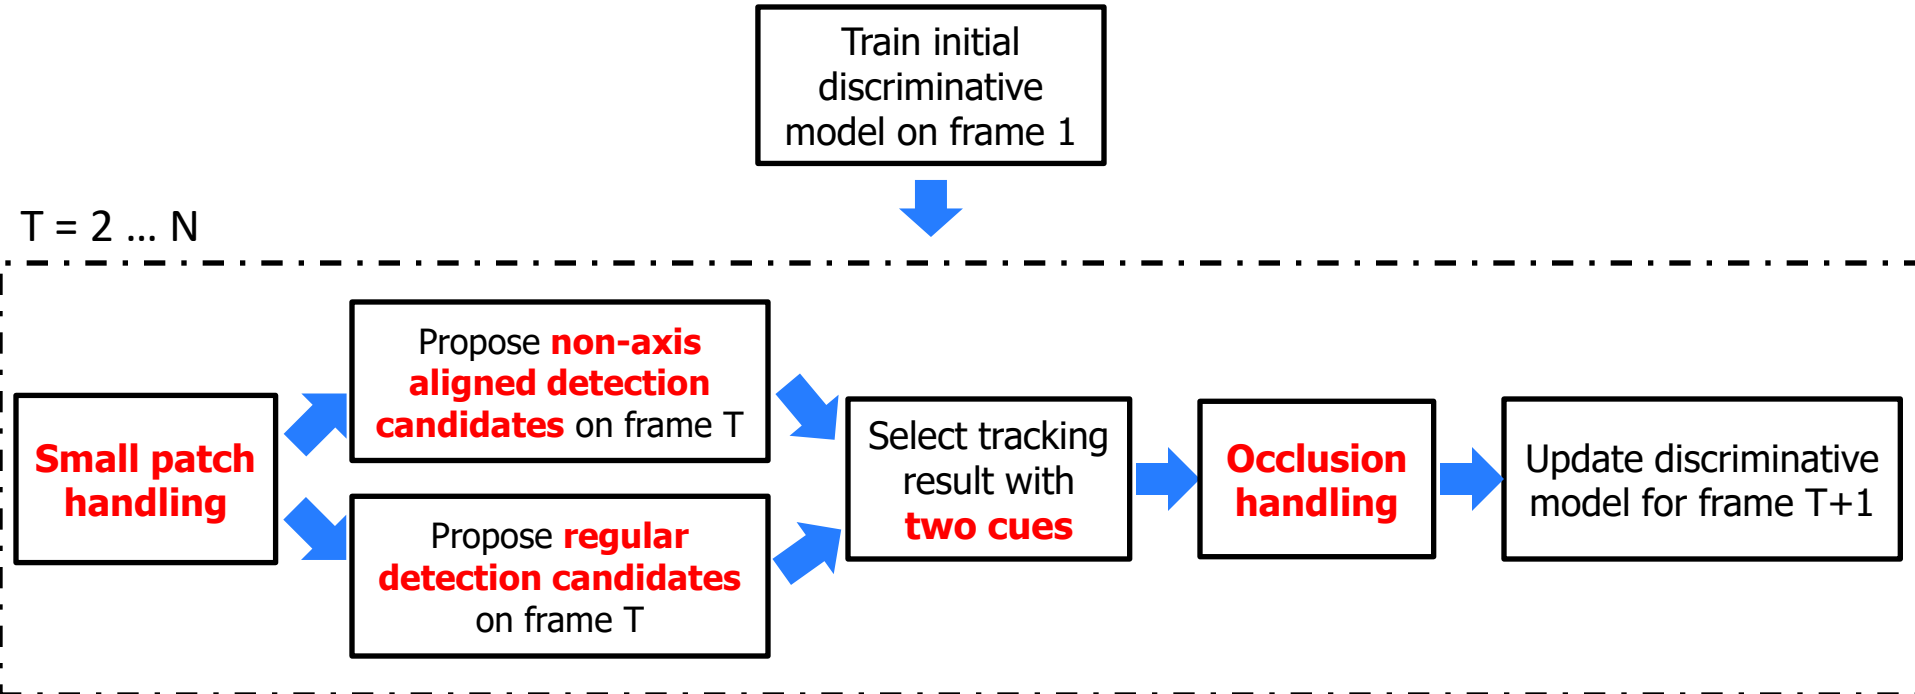 Train initial
discriminative
model on frame 1
T = 2 ... N
Small patch
handling
Propose non-axis
aligned detection
candidates on frame T
Propose regular
detection candidates
on frame T
Select tracking
result with
two cues
Occlusion
handling
Update discriminative
model for frame T+1